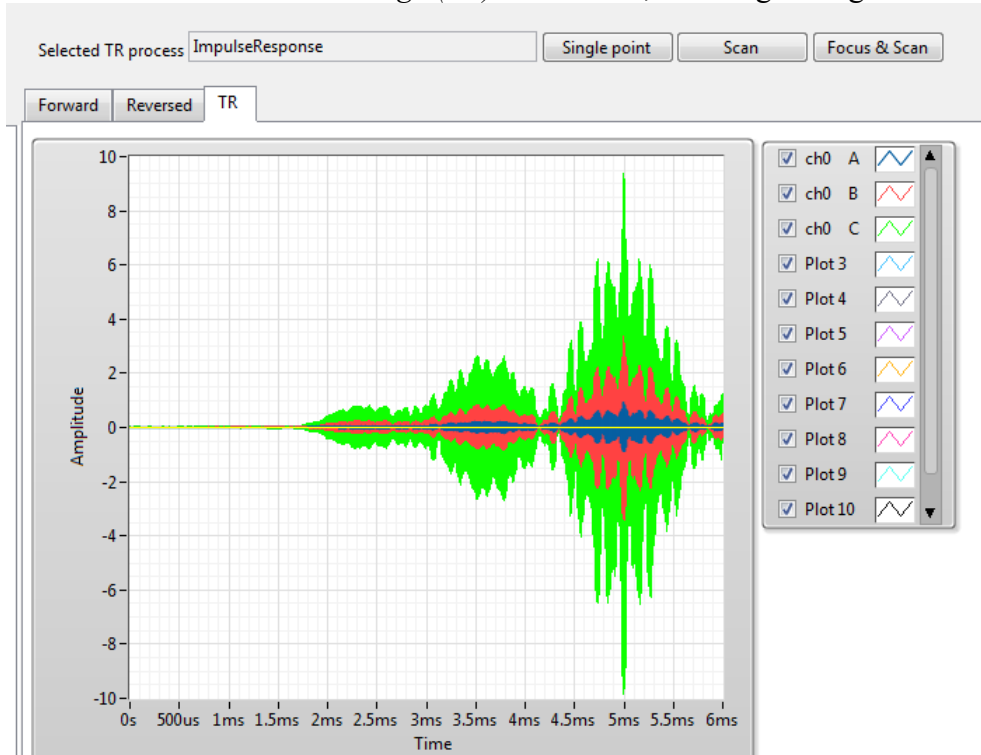 Selected TR process ImpulseResponse Single point Scan Focus & Scan
Forward Reversed TR
10
8
6
4
2
0
-2
-4
-6
-8
-10
Amplitude
0s 500us 1ms 1.5ms 2ms 2.5ms 3ms 3.5ms 4ms 4.5ms 5ms 5.5ms 6ms
Time
ch0 A
ch0 B
ch0 C
Plot 3
Plot 4
Plot 5
Plot 6
Plot 7
Plot 8
Plot 9
Plot 10